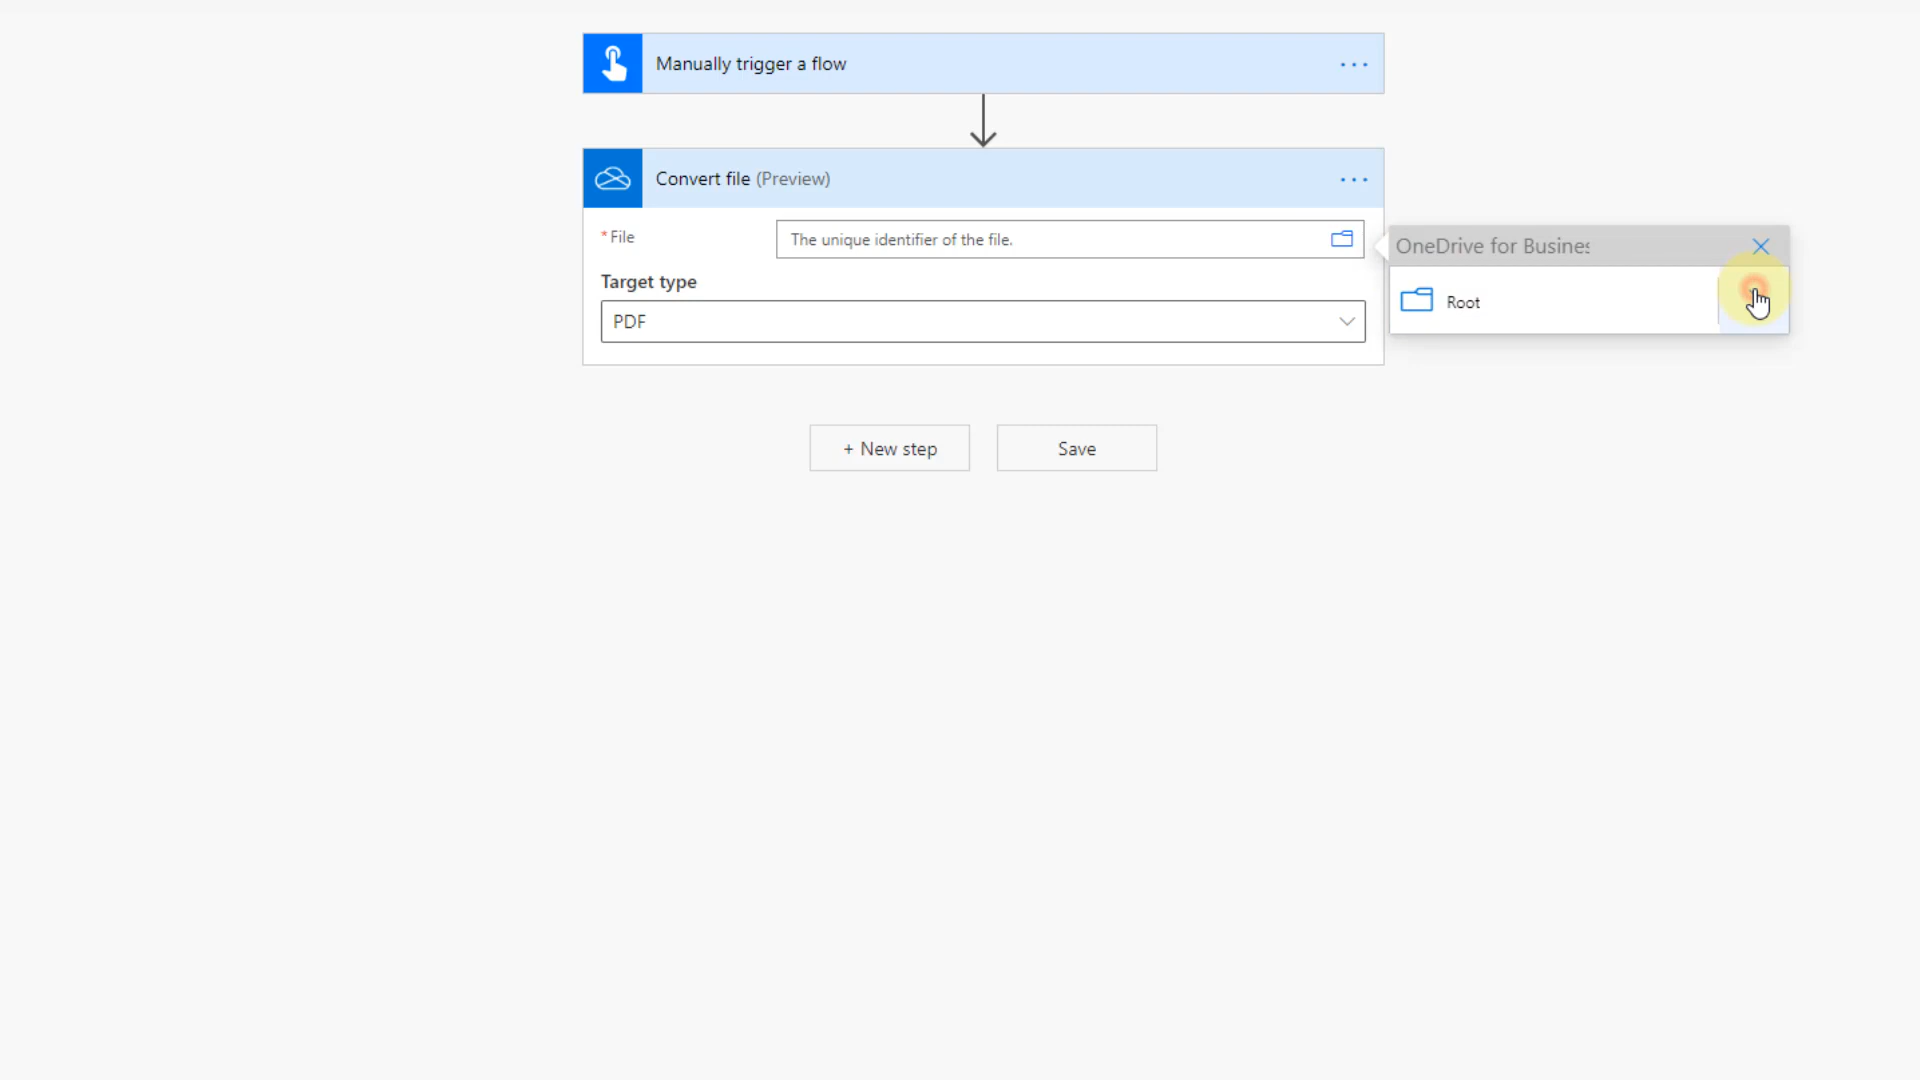 Manually trigger a flow
Convert file (Preview)
*File
The unique identifier of the file.
OneDrive for Busines
Target type
Root
PDF
+ New step
Save